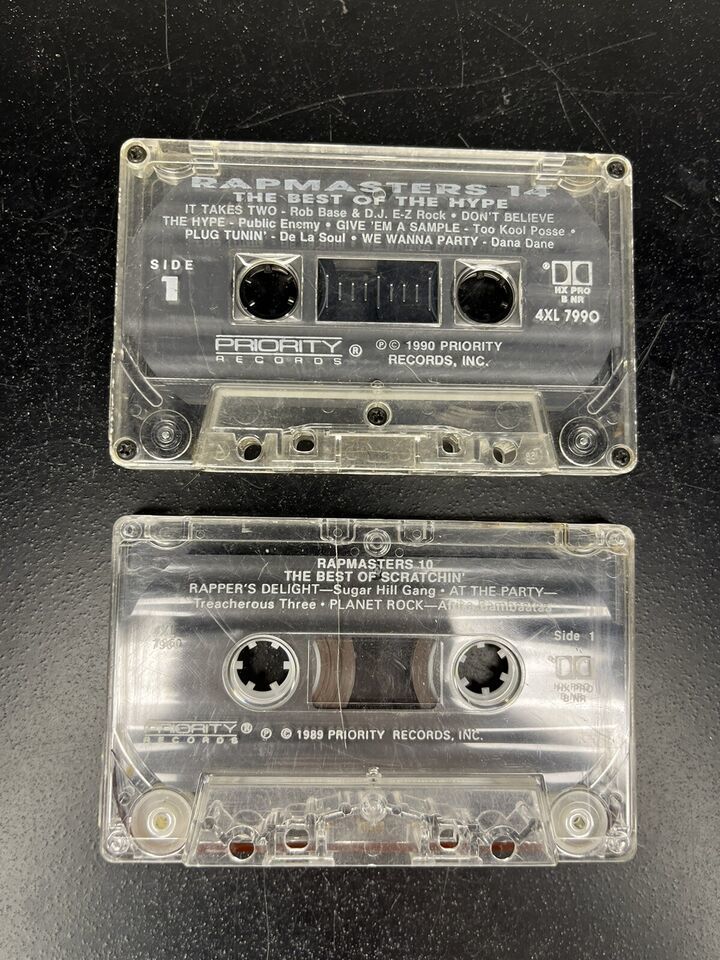 RAPMASTERS 14
THE BEST OF THE HYPE
IT TAKES TWO - Rob Base & D.J. E-Z Rock • DON'T BELIEVE
THE HYPE - Public Enemy • GIVE 'EM A SAMPLE - Too Kool Posse •
PLUG TUNIN' - De La Soul • WE WANNA PARTY - Dana Dane
SIDE
1
HX PRO
B NR
4XL 7990
PRIORITY ®
RECORDS
℗© 1990 PRIORITY
RECORDS, INC.
RAPMASTERS 10
THE BEST OF SCRATCHIN'
RAPPER'S DELIGHT—Sugar Hill Gang • AT THE PARTY—
Treacherous Three • PLANET ROCK—Afrika Bambaataa
Side 1
HX PRO
B NR
PRIORITY ®
RECORDS
℗ © 1989 PRIORITY RECORDS, INC.